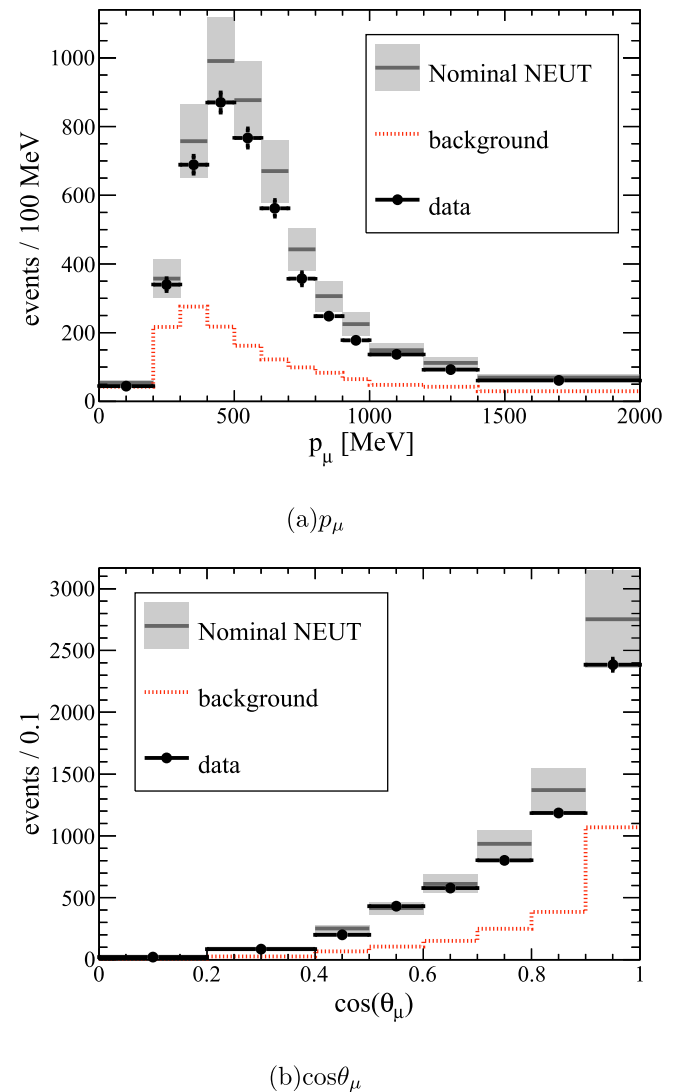 1000
800
600
400
200
0
events / 100 MeV
Nominal NEUT
background
data
0 500 1000 1500 2000
p_μ [MeV]
(a)p_μ
3000
2500
2000
1500
1000
500
0
events / 0.1
Nominal NEUT
background
data
0 0.2 0.4 0.6 0.8 1
cos(θ_μ)
(b)cosθ_μ